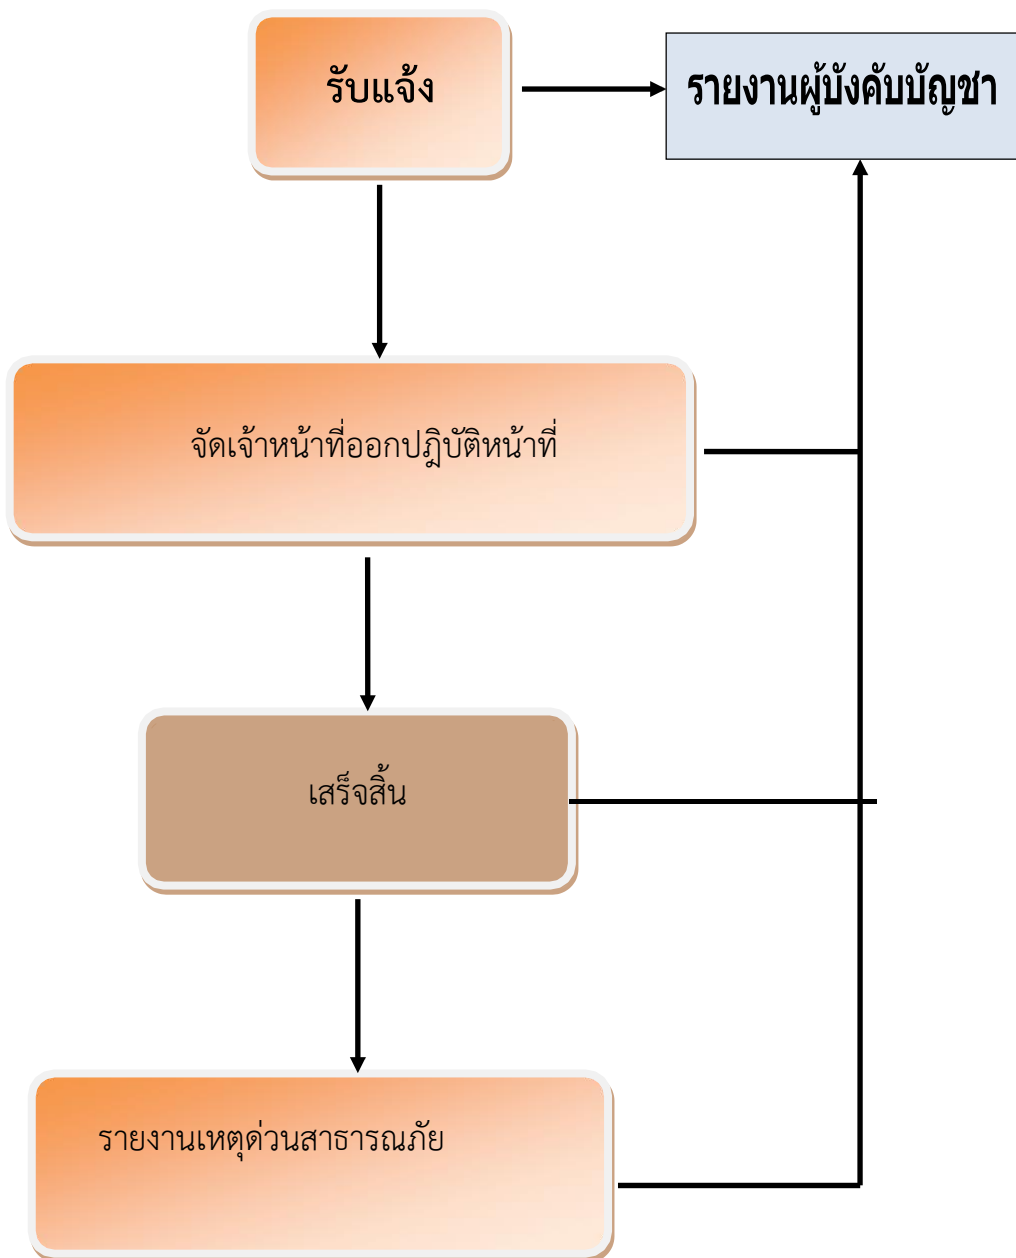 รับแจ้ง
รายงานผู้บังคับบัญชา
จัดเจ้าหน้าที่ออกปฎิบัติหน้าที่
เสร็จสิ้น
รายงานเหตุด่วนสาธารณภัย